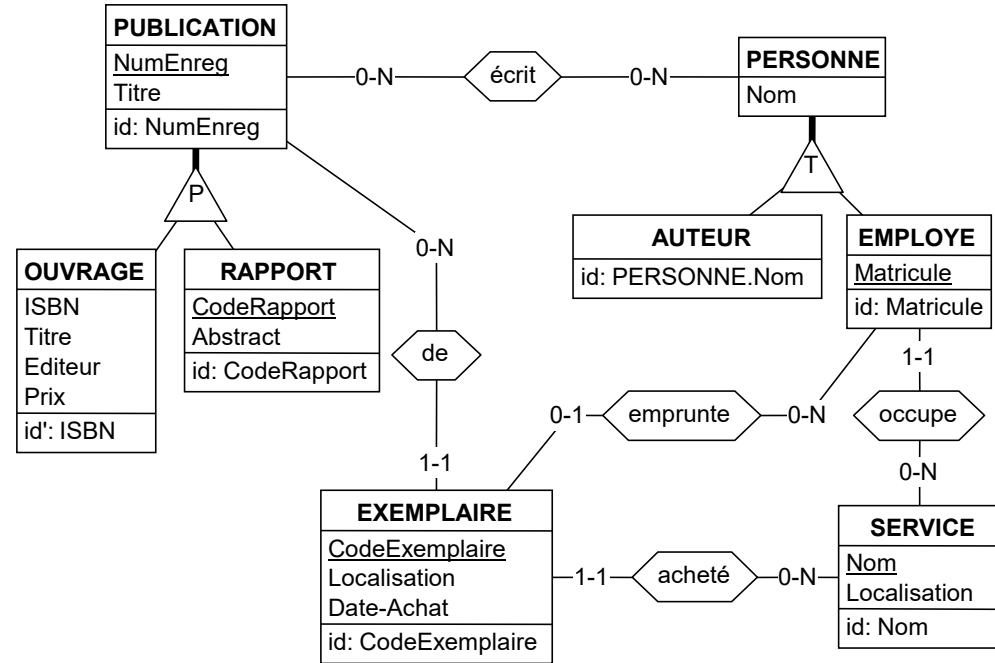 PUBLICATION
NumEnreg
Titre
id: NumEnreg
0-N
écrit
0-N
PERSONNE
Nom
P
T
OUVRAGE
ISBN
Titre
Editeur
Prix
id': ISBN
RAPPORT
CodeRapport
Abstract
id: CodeRapport
0-N
de
1-1
AUTEUR
id: PERSONNE.Nom
EMPLOYE
Matricule
id: Matricule
1-1
occupe
0-N
0-1
emprunte
0-N
EXEMPLAIRE
CodeExemplaire
Localisation
Date-Achat
id: CodeExemplaire
1-1
acheté
0-N
SERVICE
Nom
Localisation
id: Nom